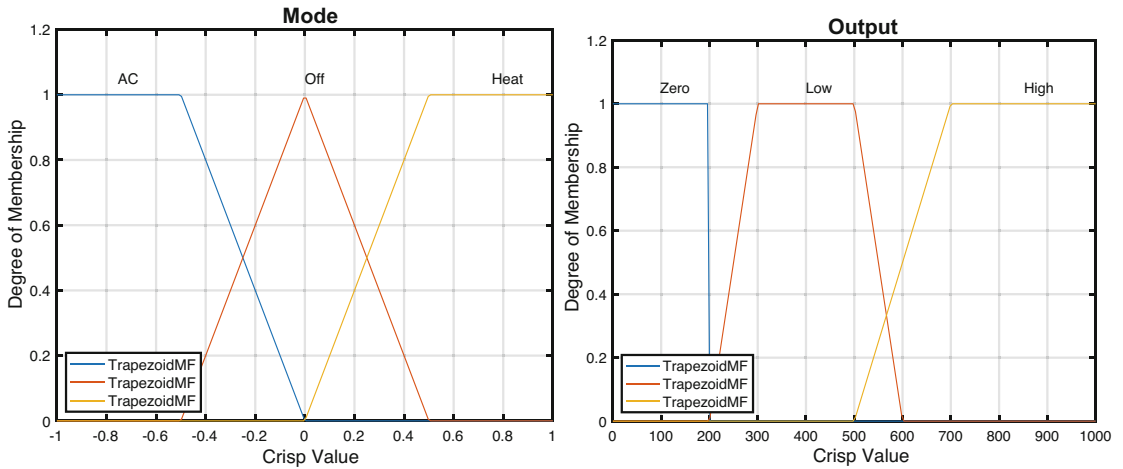 Mode
1.2
1
0.8
0.6
0.4
0.2
0
Degree of Membership
AC
Off
Heat
TrapezoidMF
TrapezoidMF
TrapezoidMF
-1 -0.8 -0.6 -0.4 -0.2 0 0.2 0.4 0.6 0.8 1
Crisp Value
Output
1.2
1
0.8
0.6
0.4
0.2
0
Degree of Membership
Zero
Low
High
TrapezoidMF
TrapezoidMF
TrapezoidMF
0 100 200 300 400 500 600 700 800 900 1000
Crisp Value